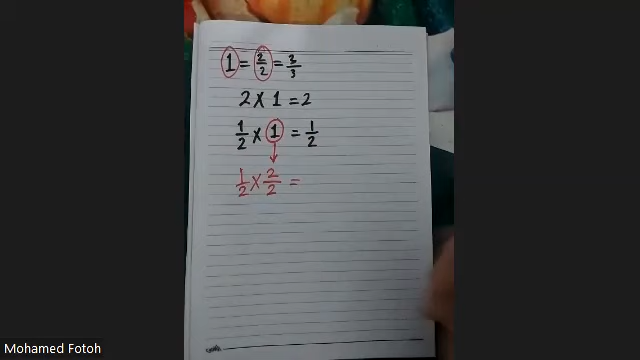 1 = 2/2 = 3/3
2 x 1 = 2
1/2 x 1 = 1/2
1/2 x 2/2 =
Mohamed Fotoh